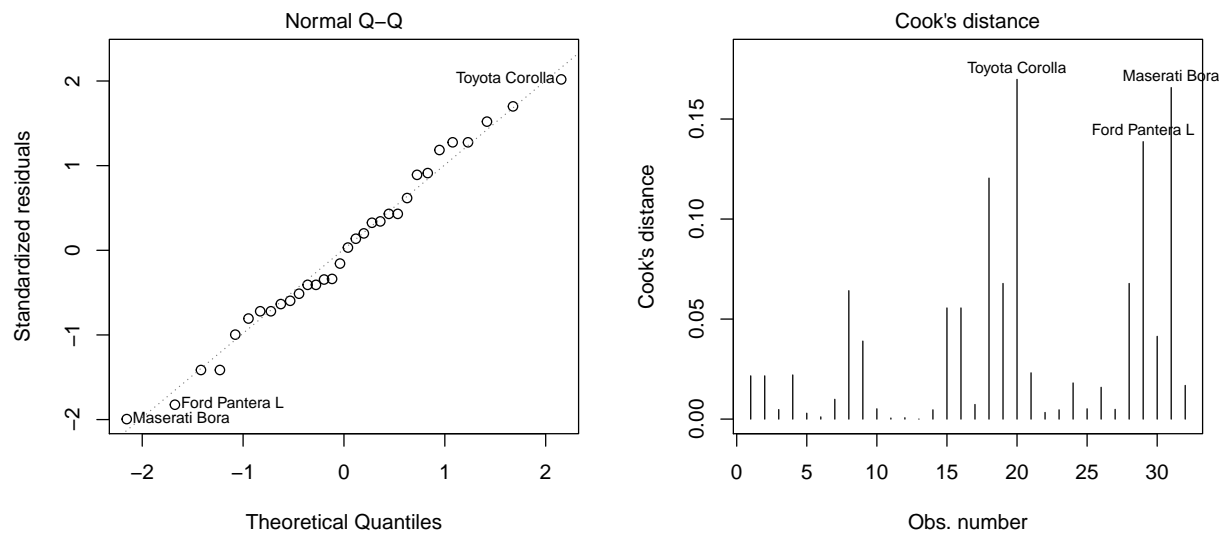 Normal Q−Q
Standardized residuals
2
1
0
−1
−2
Toyota Corolla
Ford Pantera L
Maserati Bora
−2 −1 0 1 2
Theoretical Quantiles
Cook's distance
Cook's distance
0.15
0.10
0.05
0.00
Toyota Corolla
Maserati Bora
Ford Pantera L
0 5 10 15 20 25 30
Obs. number